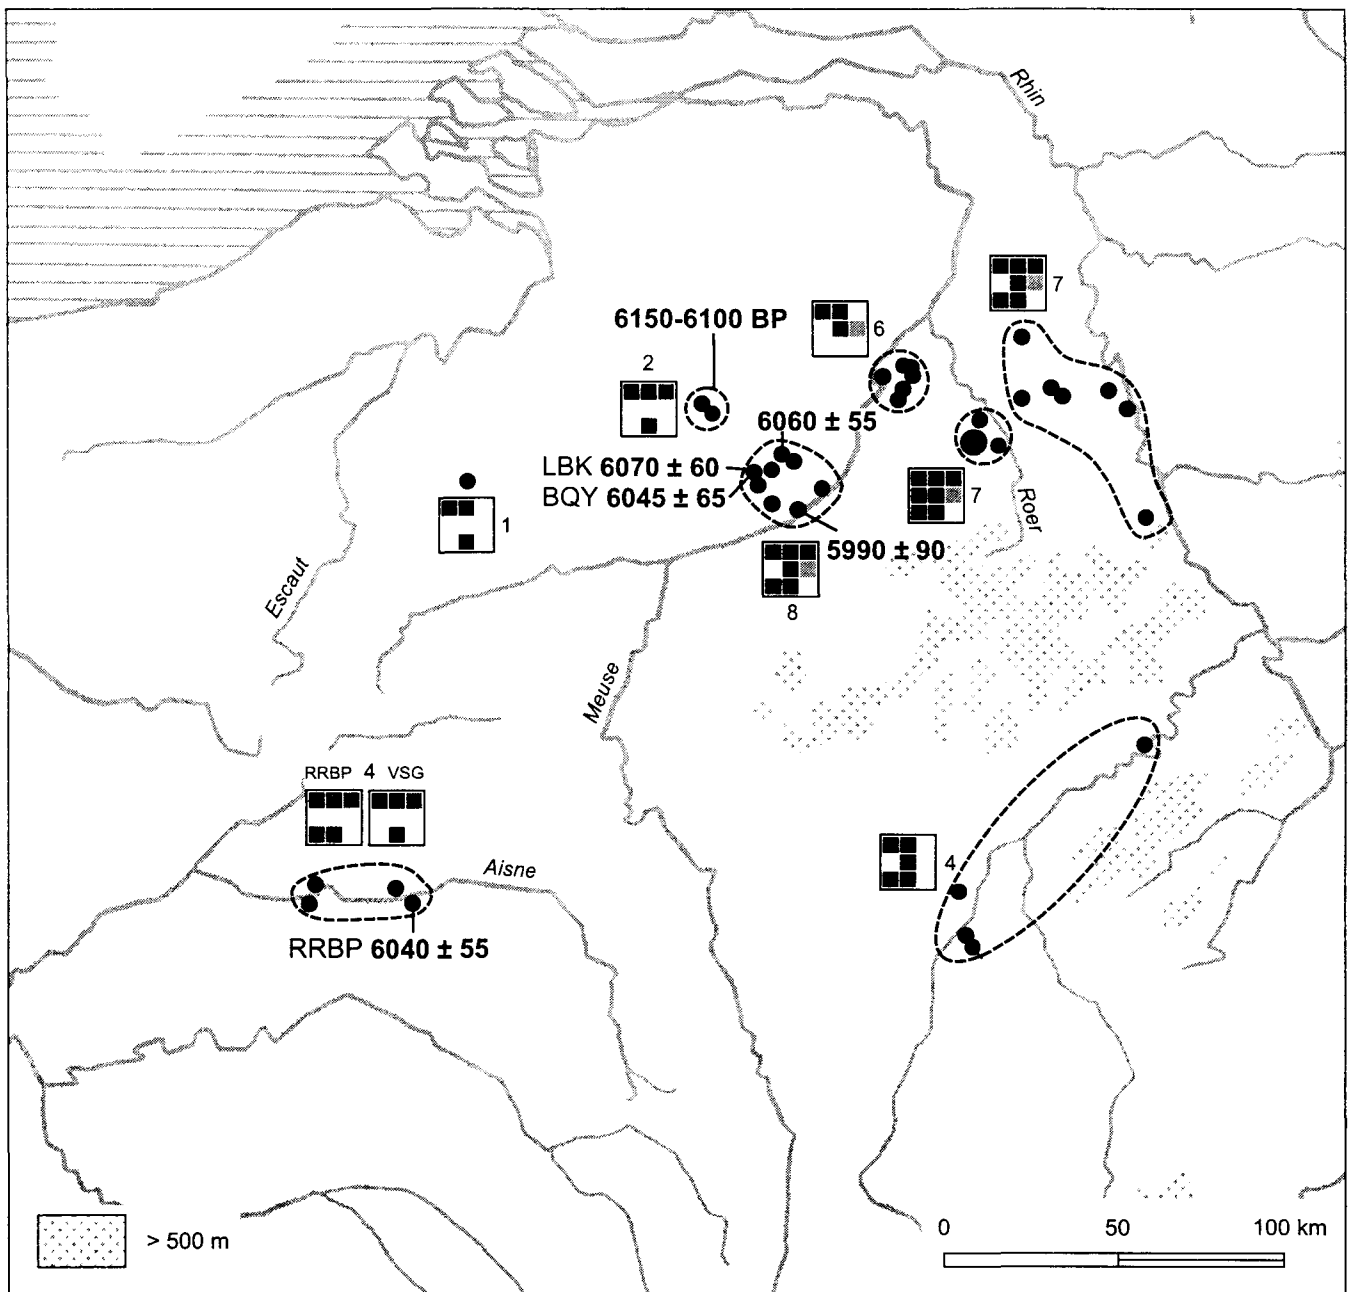 Rhin
7
6150-6100 BP
6
2
6060 ± 55
LBK 6070 ± 60
BQY 6045 ± 65
7
Roer
1
5990 ± 90
Escaut
8
Meuse
RRBP 4 VSG
4
Aisne
RRBP 6040 ± 55
> 500 m
0 50 100 km